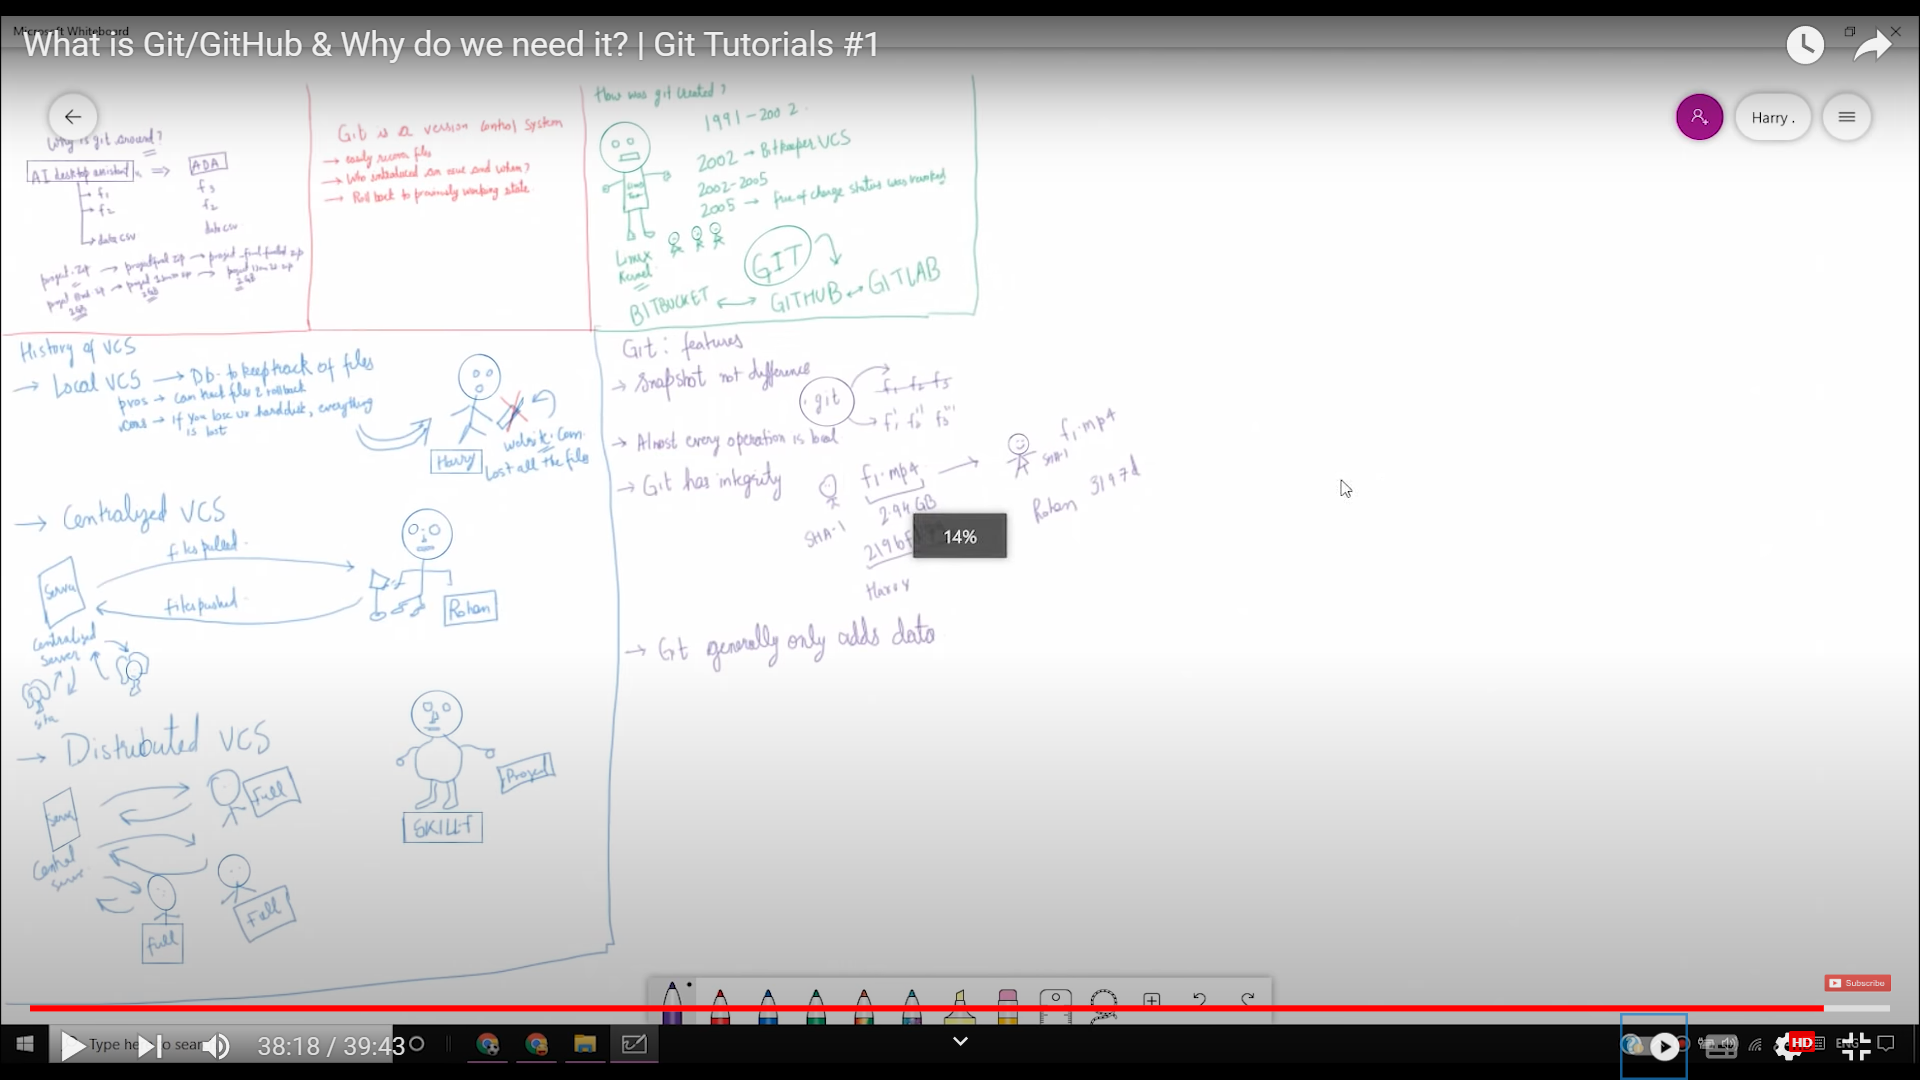 Microsoft Whiteboard
What is Git/GitHub & Why do we need it? | Git Tutorials #1
Harry .
Why is git around?
AI desktop assistant
ADA
→ f1
→ f2
→ data csv
f3
f2
data csv
Git is a version control system
→ easily recover files
→ Who introduced an issue and when?
→ Roll back to previously working state
How was git created?
1991-2002
2002 → Bitkeeper VCS
2002-2005
2005 → free of charge status was revoked
Linux
Kernel
GIT
BITBUCKET
GITHUB
GITLAB
History of VCS
→ Local VCS → Db. to keep track of files
pros → can track files & rollback
cons → If you lose ur hard disk, everything
is lost
Harry
website.com
Lost all the files
→ Centralized VCS
files pulled
files pushed
Server
Centralized
Server
Rohan
→ Distributed VCS
Server
Central
Server
Full
Full
Full
Project
SKILLF
Git: features
→ Snapshot not difference
git
f1 f2 f3
f1' f2'' f3'''
→ Almost every operation is local
→ Git has integrity
f1.mp4
2.94 GB
SHA-1
Harry
f1.mp4
SHA-1
Rohan 3197d
→ Git generally only adds data
14%
Subscribe
Type here to sear
38:18 / 39:43
HD
ENG